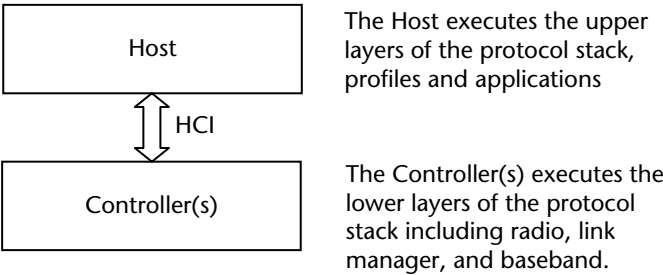 Host
The Host executes the upper
layers of the protocol stack,
profiles and applications
HCI
Controller(s)
The Controller(s) executes the
lower layers of the protocol
stack including radio, link
manager, and baseband.